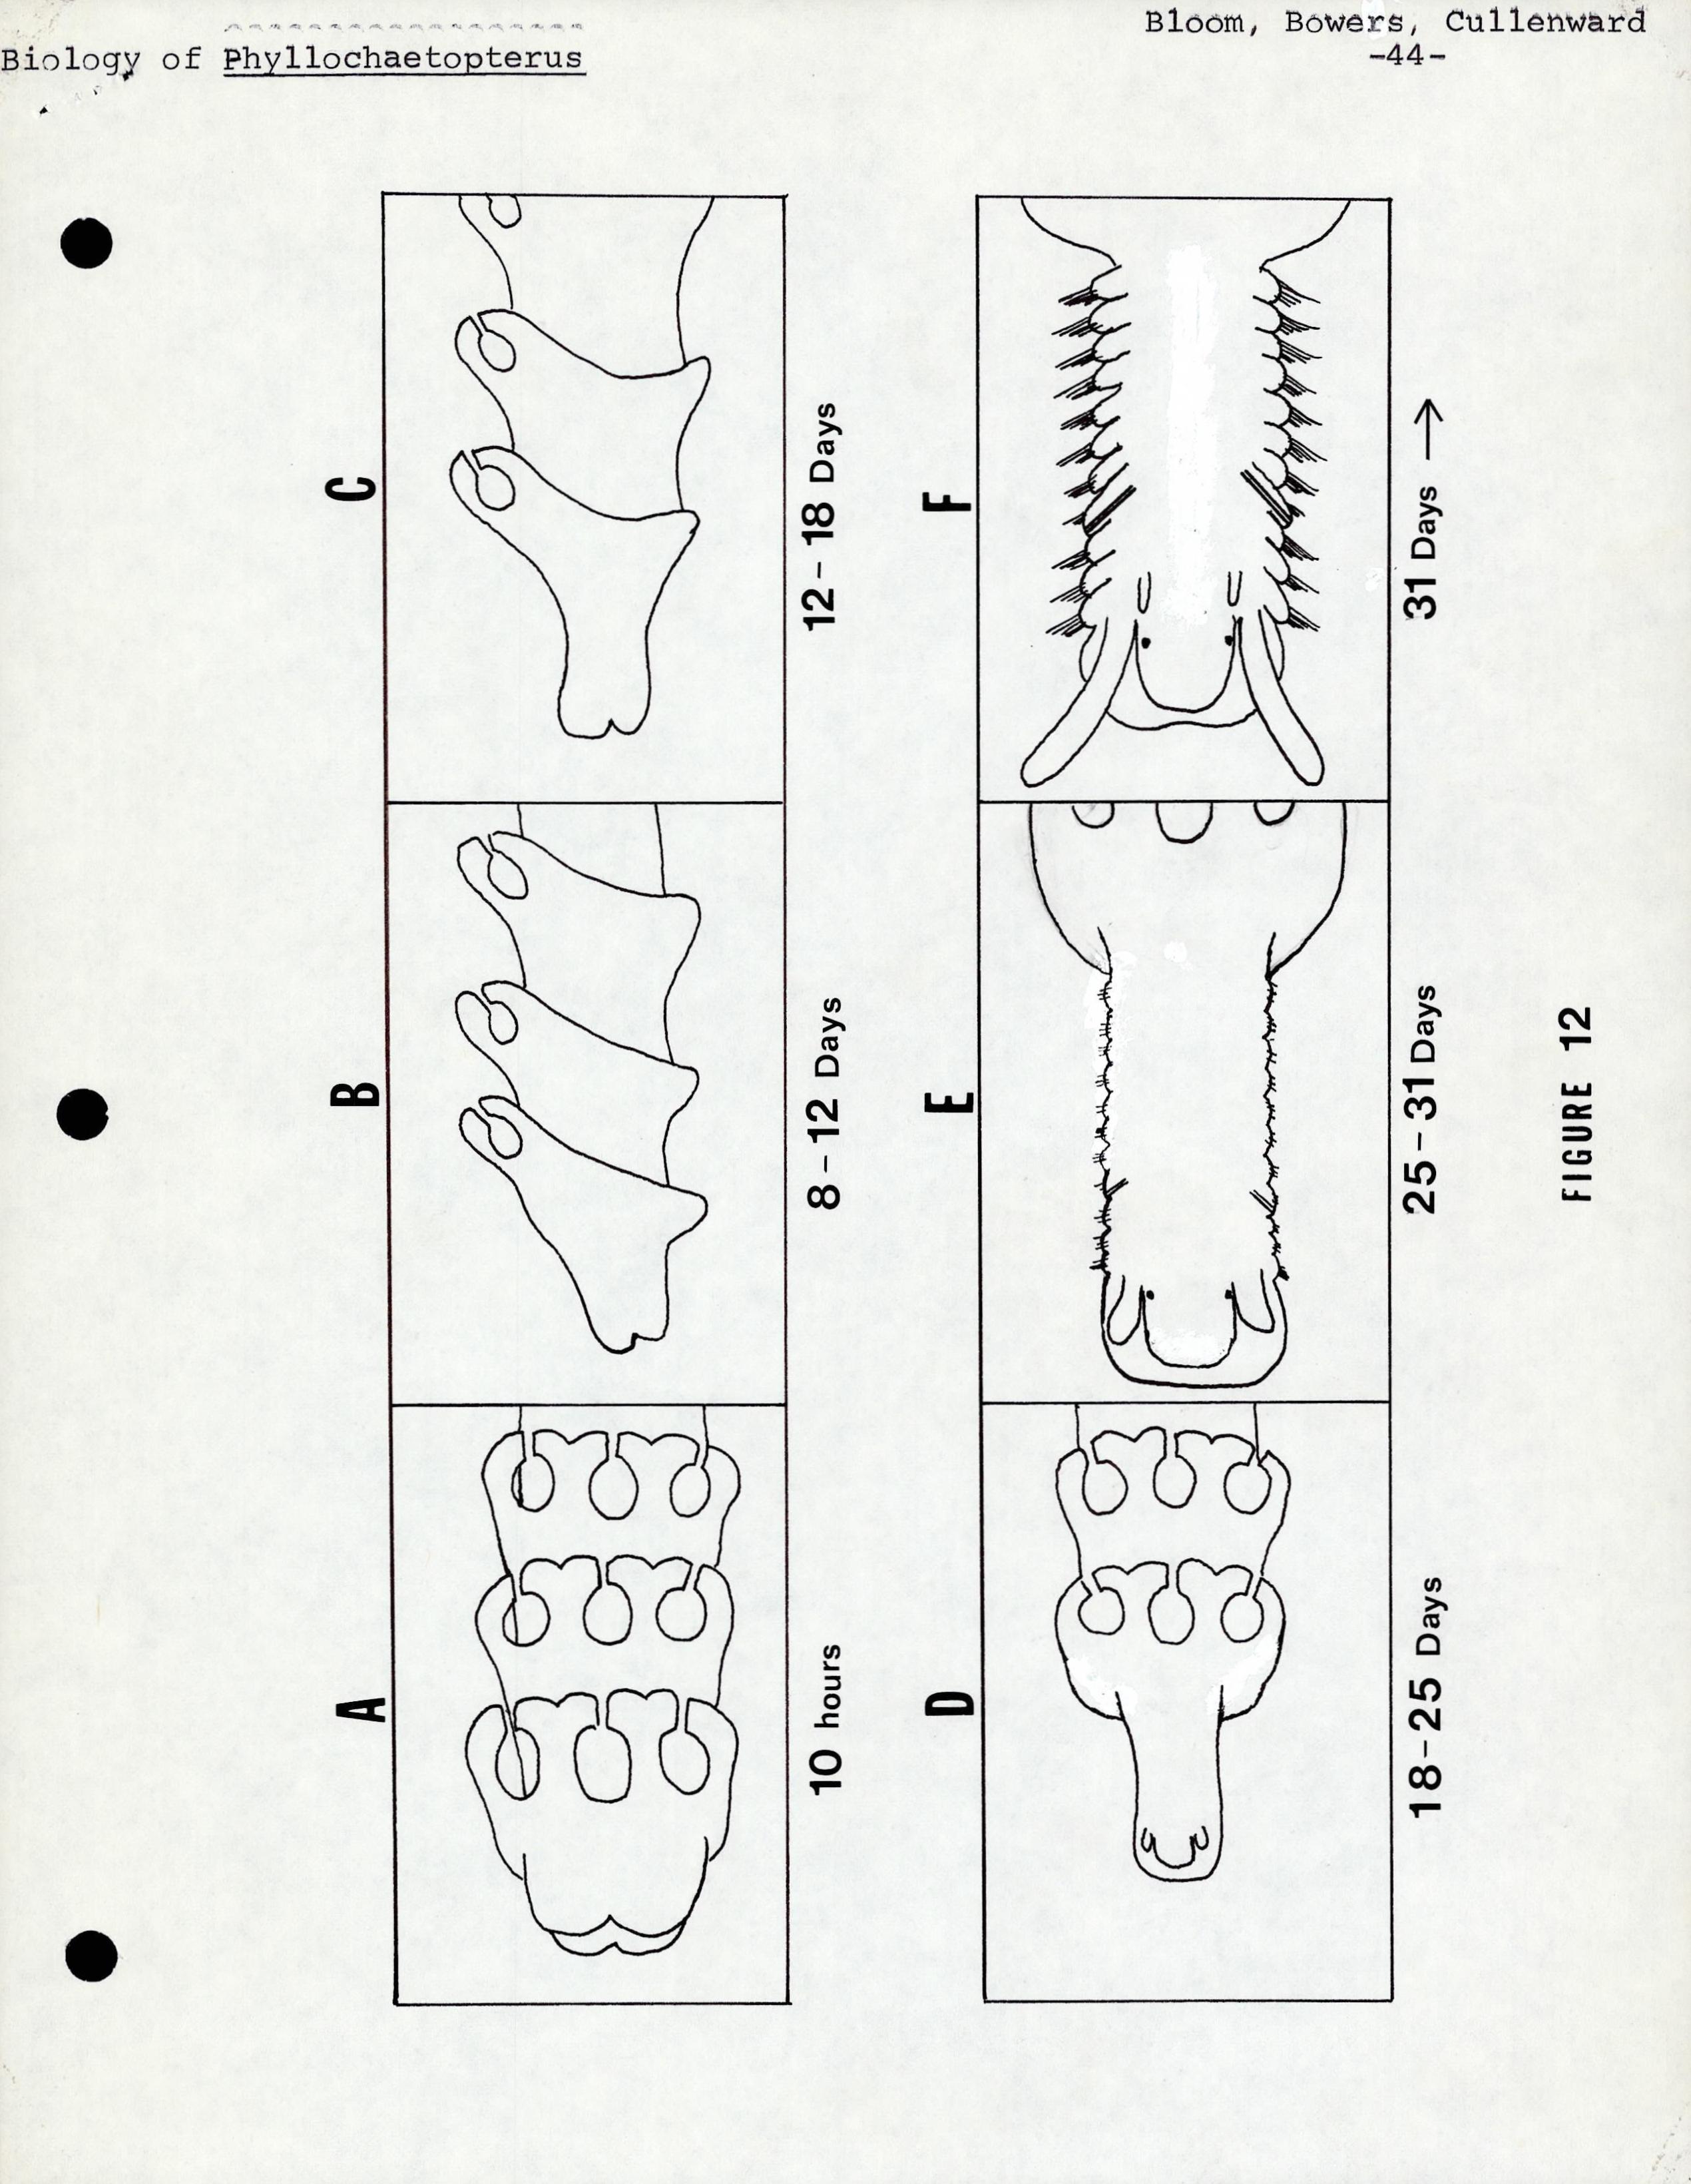 Biology of Phyllochaetopterus
Bloom, Bowers, Cullenward
-44-
A
B
C
10 hours
8-12 Days
12-18 Days
D
E
F
18-25 Days
25-31 Days
31 Days →
FIGURE 12